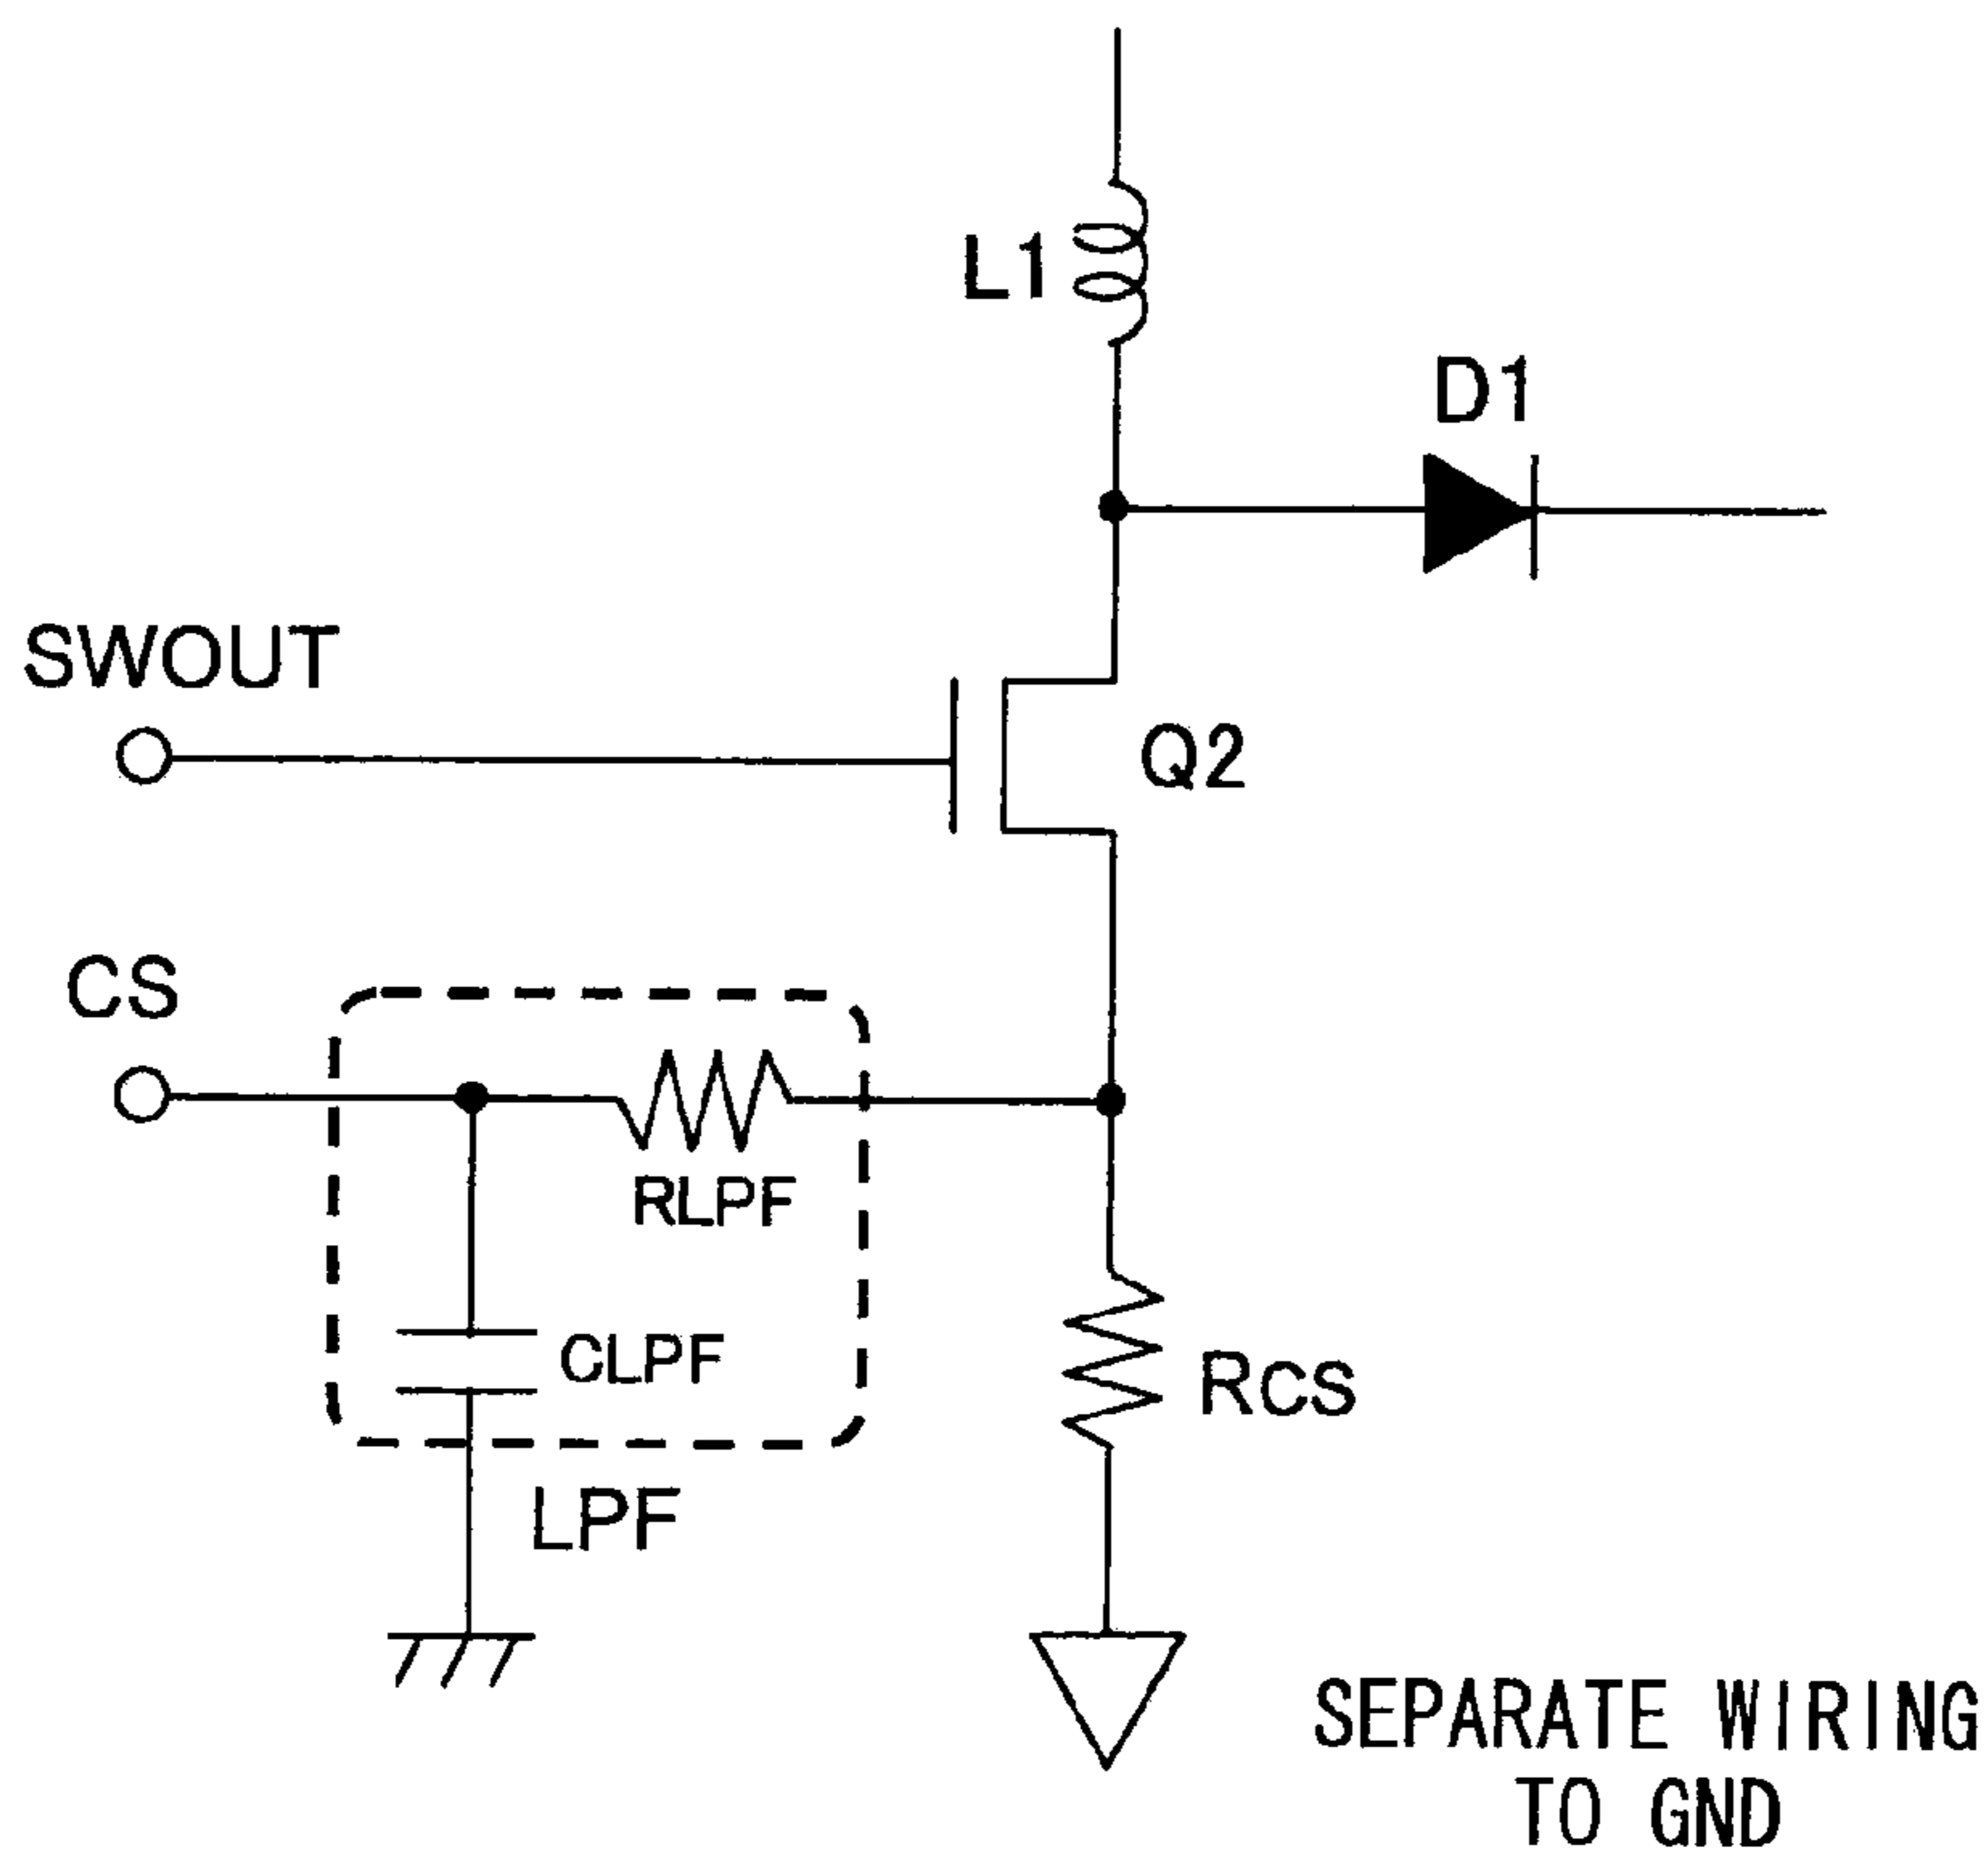 L1
D1
SWOUT
Q2
CS
RLPF
CLPF
RCS
LPF
SEPARATE WIRING
TO GND